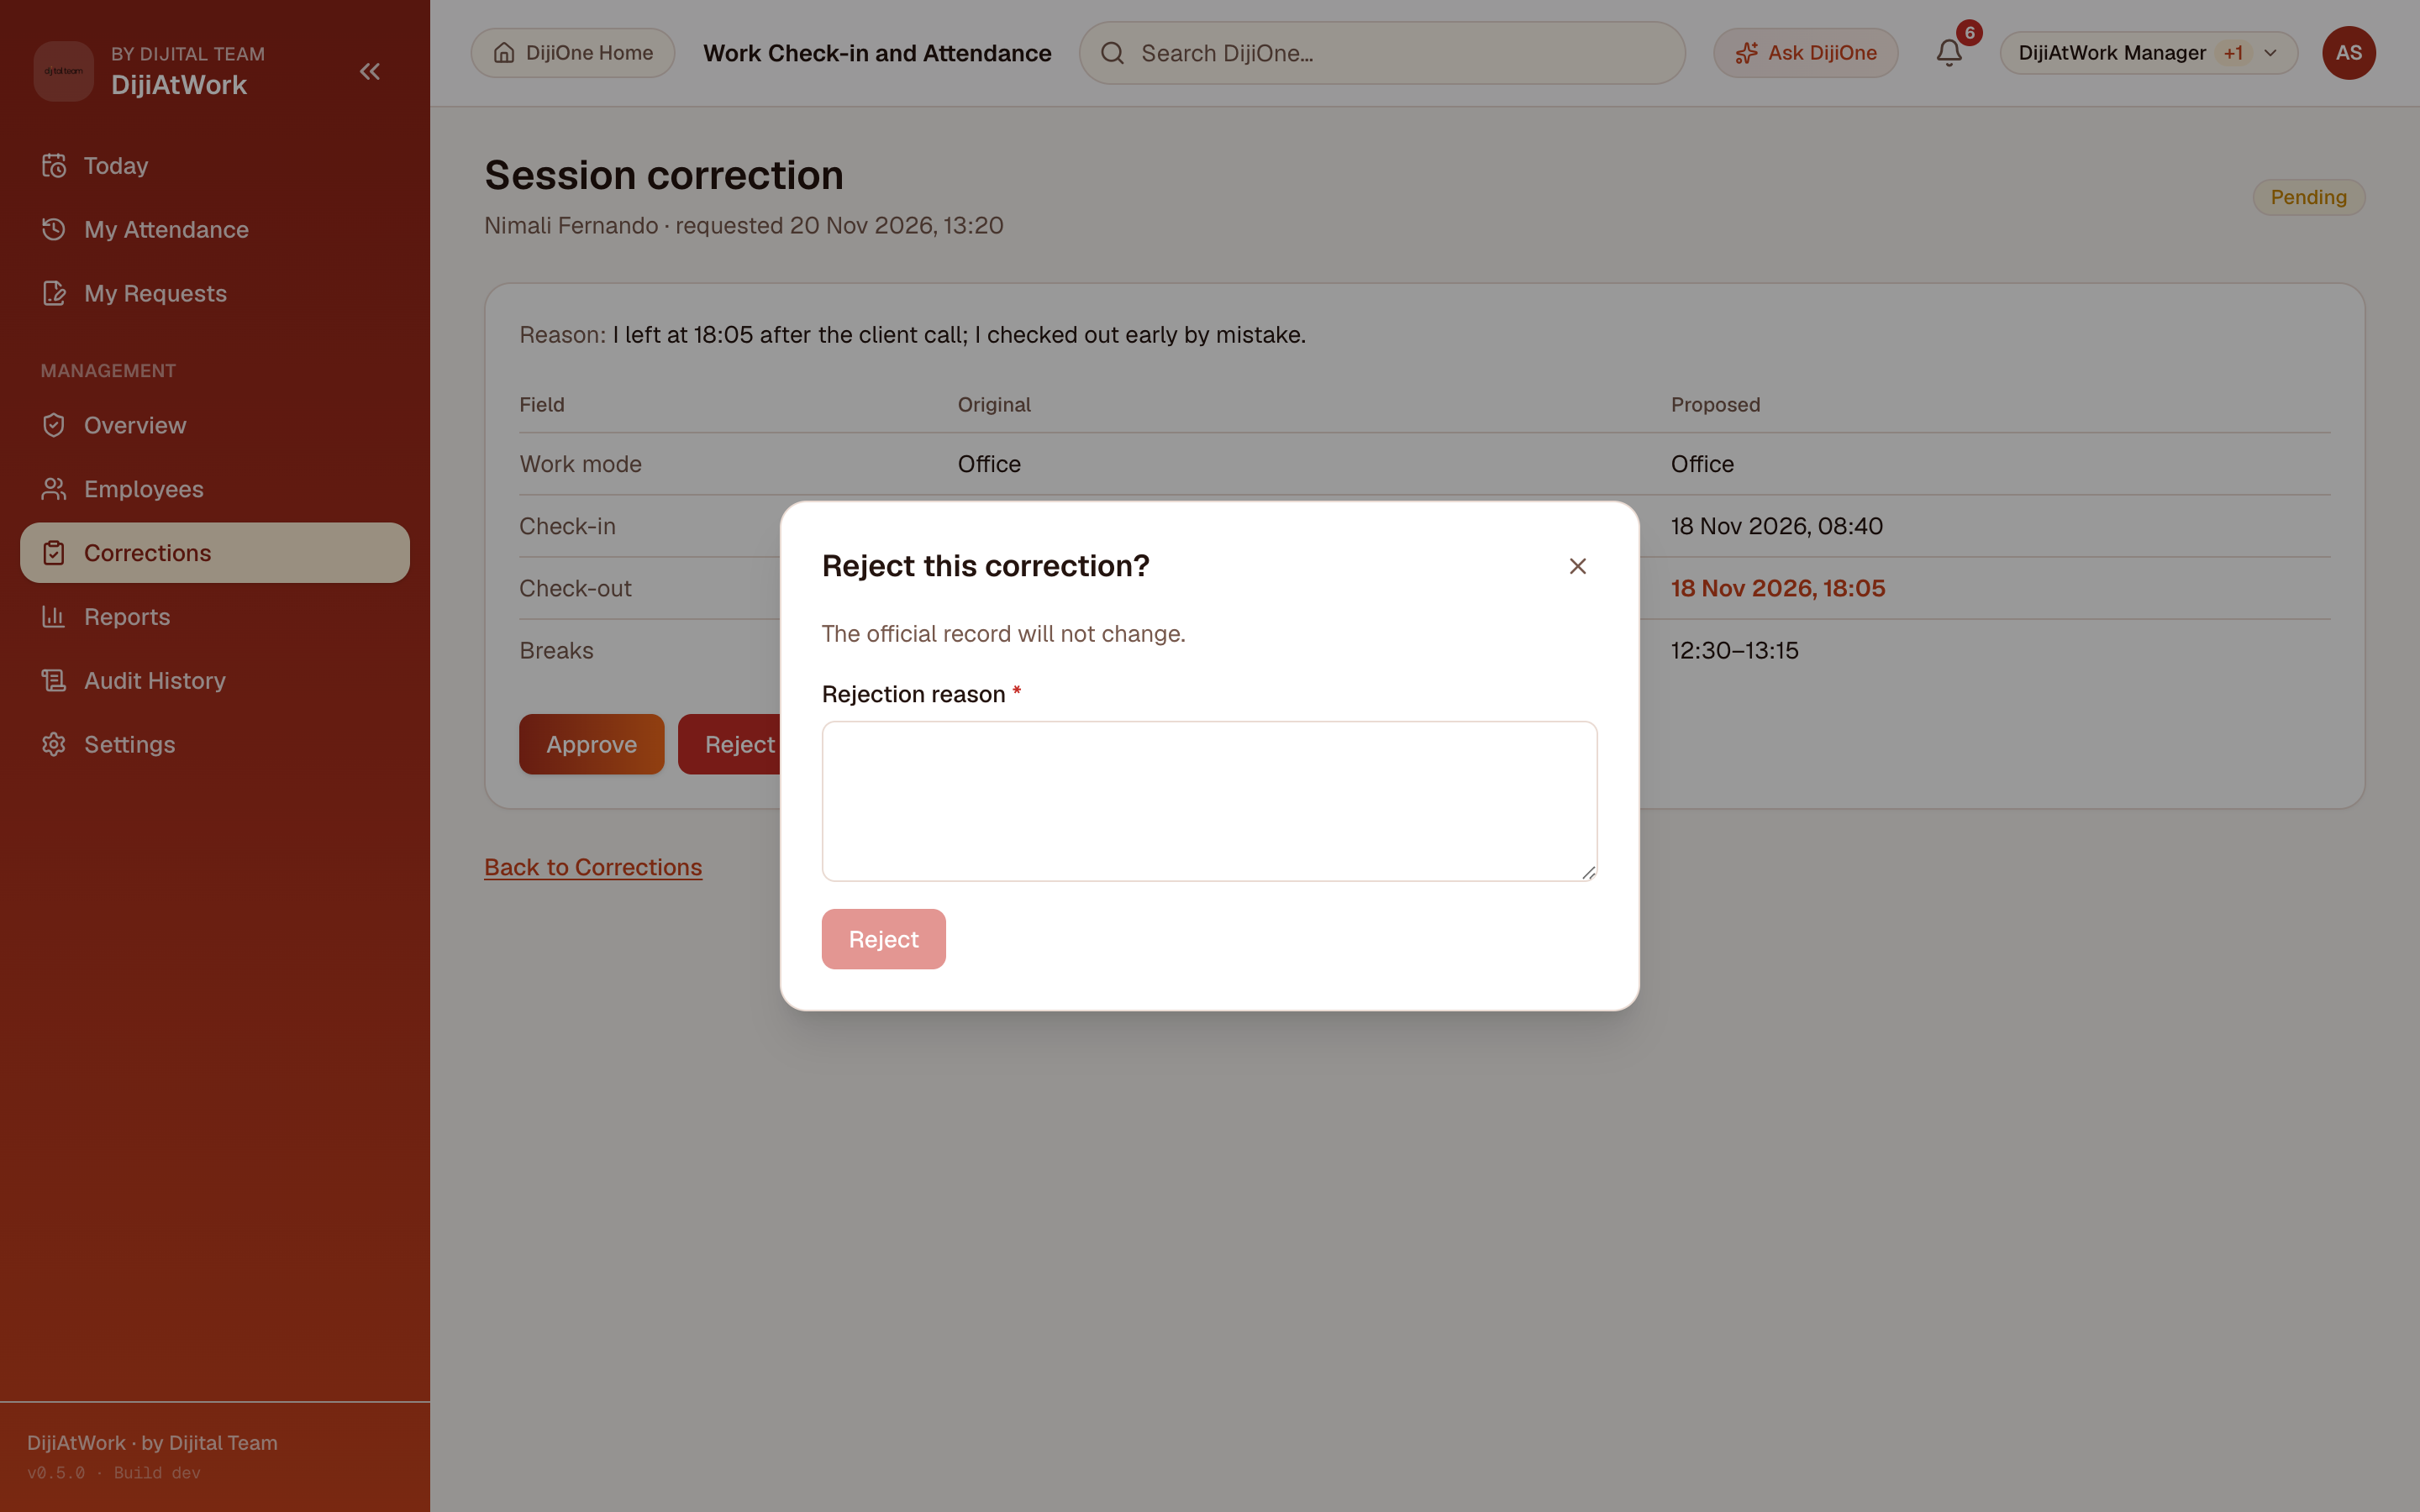 dytal team
BY DIJITAL TEAM
DijiAtWork
Today
My Attendance
My Requests
MANAGEMENT
Overview
Employees
Corrections
Reports
Audit History
Settings
DijiAtWork · by Dijital Team
v0.5.0 · Build dev
DijiOne Home
Work Check-in and Attendance
Search DijiOne...
Ask DijiOne
6
DijiAtWork Manager +1
AS
Session correction
Nimali Fernando · requested 20 Nov 2026, 13:20
Pending
Reason: I left at 18:05 after the client call; I checked out early by mistake.
Field Original Proposed
Work mode Office Office
Check-in 18 Nov 2026, 08:40
Check-out 18 Nov 2026, 18:05
Breaks 12:30–13:15
Approve Reject
Back to Corrections
Reject this correction?
The official record will not change.
Rejection reason *
Reject